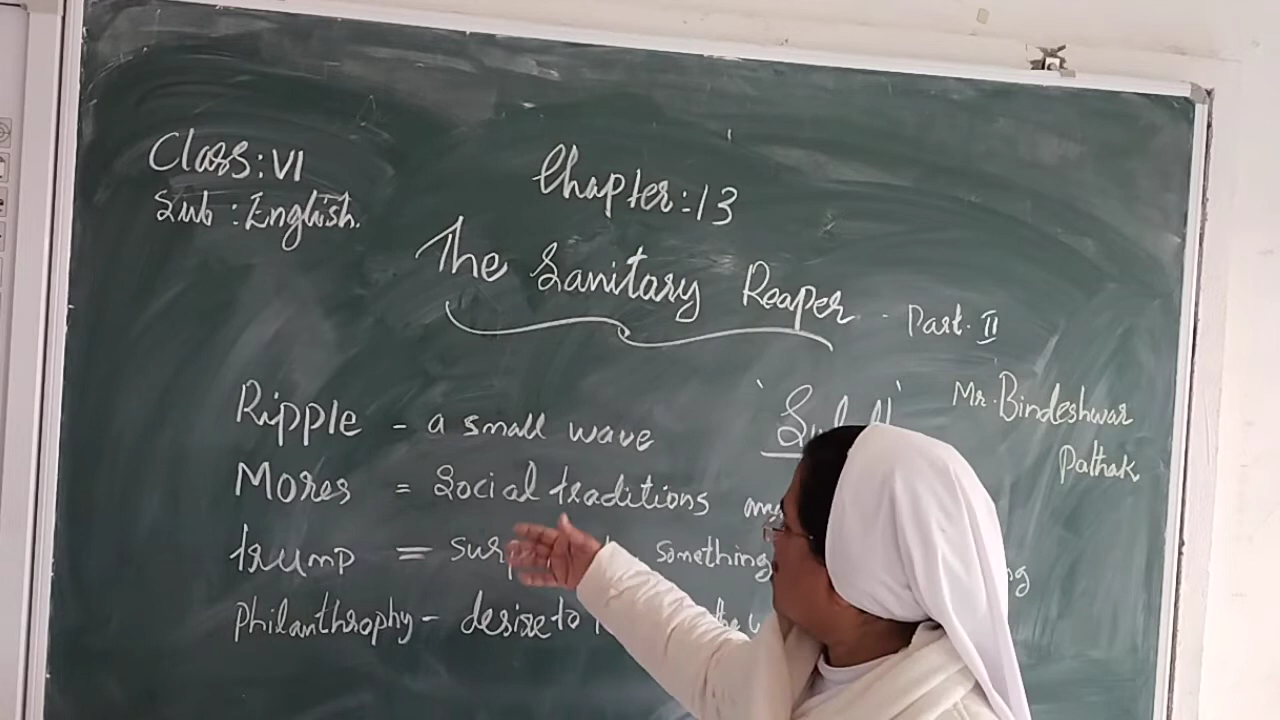 Class: VI
Sub : English.
Chapter: 13
The Sanitary Reaper - Part. II
Mr. Bindeshwar
Pathak
Ripple - a small wave
Mores = Social traditions
trump = something
Philanthrophy - desire to the